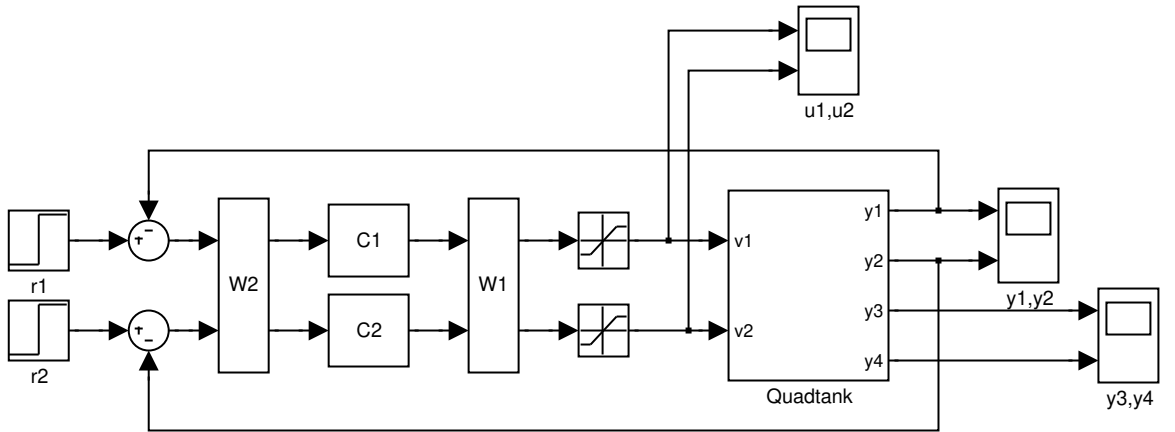 u1,u2
r1
+
−
W2
C1
W1
v1
y1
y2
y1,y2
r2
+
−
C2
v2
y3
y4
Quadtank
y3,y4